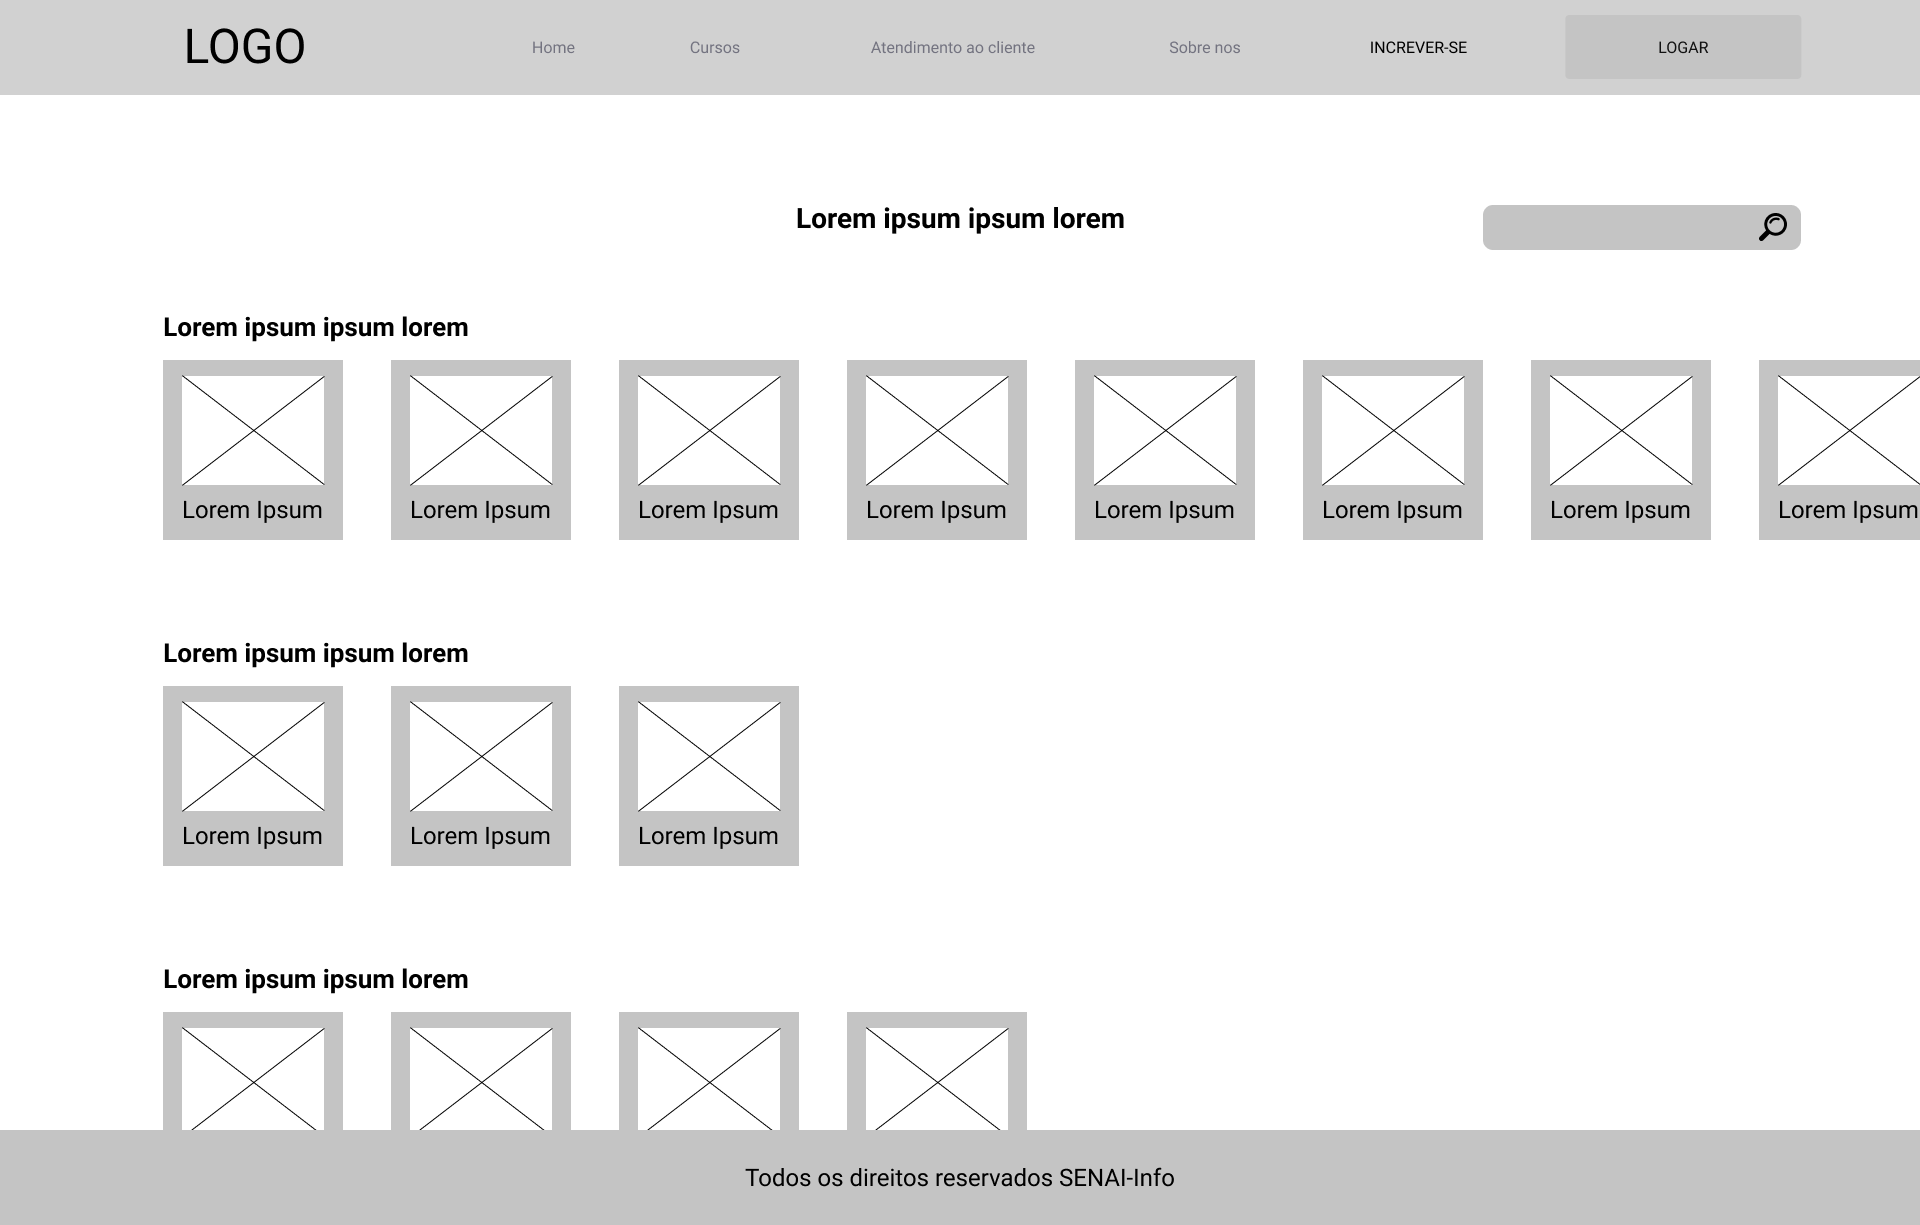 LOGO
Home
Cursos
Atendimento ao cliente
Sobre nos
INCREVER-SE
LOGAR
Lorem ipsum ipsum lorem
Lorem ipsum ipsum lorem
Lorem Ipsum
Lorem Ipsum
Lorem Ipsum
Lorem Ipsum
Lorem Ipsum
Lorem Ipsum
Lorem Ipsum
Lorem Ipsum
Lorem ipsum ipsum lorem
Lorem Ipsum
Lorem Ipsum
Lorem Ipsum
Lorem ipsum ipsum lorem
Todos os direitos reservados SENAI-Info